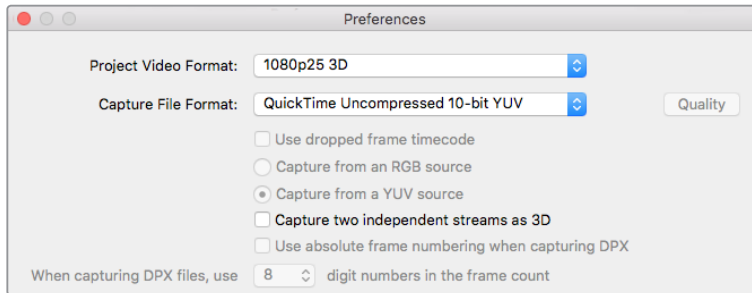 Preferences
Project Video Format: 1080p25 3D
Capture File Format: QuickTime Uncompressed 10-bit YUV Quality
Use dropped frame timecode
Capture from an RGB source
Capture from a YUV source
Capture two independent streams as 3D
Use absolute frame numbering when capturing DPX
When capturing DPX files, use 8 digit numbers in the frame count